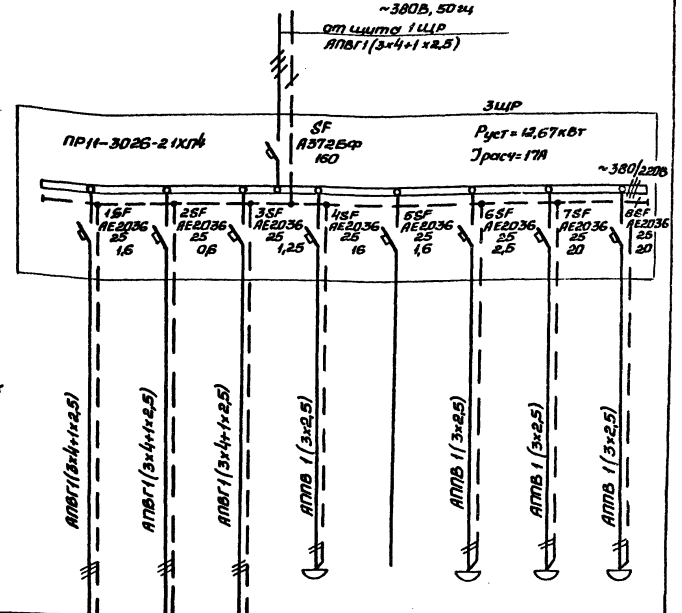 ~380В, 50гц
от щита 1ЩР
АПВГ1(3х4+1х2,5)
3ЩР
ПР11-3026-21ХЛ4
SF
А3726ФР
160
Руст=12,67кВт
Jрасч=17А
~380/220В
1SF
АЕ2036
25
1,6
2SF
АЕ2036
25
0,6
3SF
АЕ2036
25
1,25
4SF
АЕ2036
25
16
5SF
АЕ2036
25
1,6
6SF
АЕ2036
25
2,5
7SF
АЕ2036
25
20
8SF
АЕ2036
25
20
АПВГ1(3х4+1х2,5)
АПВГ1(3х4+1х2,5)
АПВГ1(3х4+1х2,5)
АППВ 1(3х2,5)
АППВ 1(3х2,5)
АППВ 1(3х2,5)
АППВ 1(3х2,5)